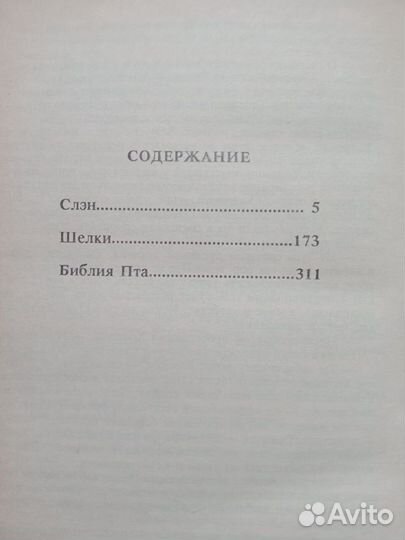 СОДЕРЖАНИЕ
Слэн........................................... 5
Шелки......................................173
Библия Пта..............................311
Avito